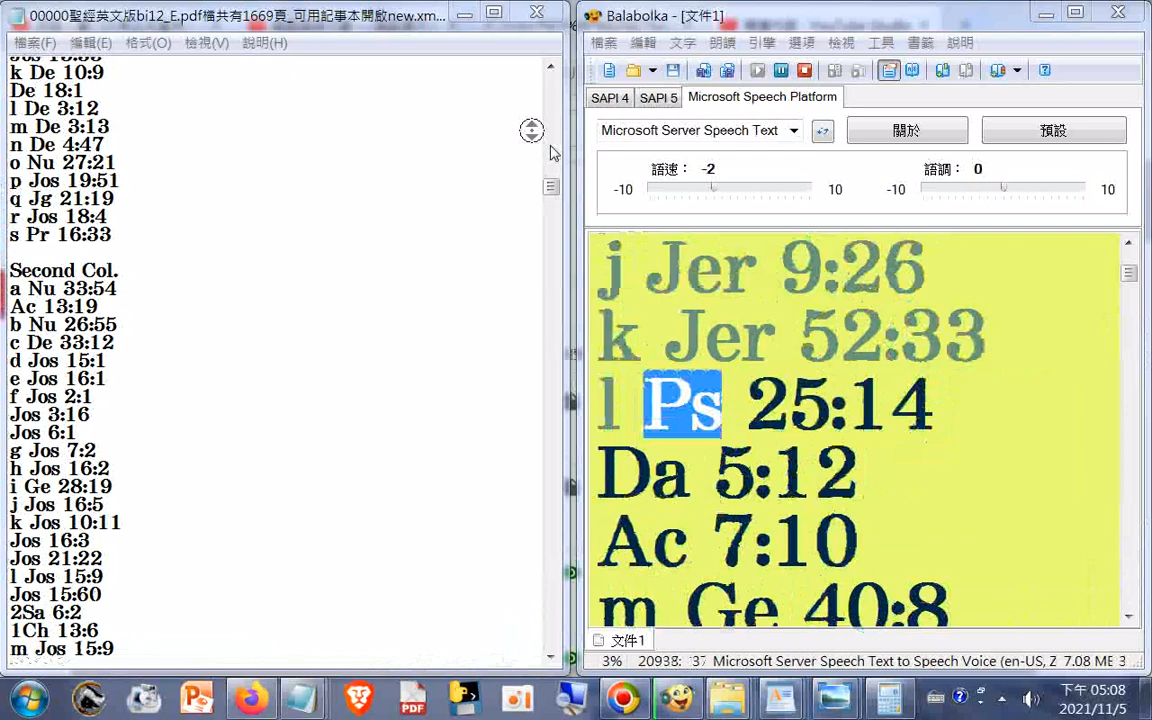 00000聖經英文版bi12_E.pdf檔共有1669頁_可用記事本開啟new.xm...
檔案(F) 編輯(E) 格式(O) 檢視(V) 說明(H)
k De 10:9
De 18:1
l De 3:12
m De 3:13
n De 4:47
o Nu 27:21
p Jos 19:51
q Jg 21:19
r Jos 18:4
s Pr 16:33
Second Col.
a Nu 33:54
Ac 13:19
b Nu 26:55
c De 33:12
d Jos 15:1
e Jos 16:1
f Jos 2:1
Jos 3:16
Jos 6:1
g Jos 7:2
h Jos 16:2
i Ge 28:19
j Jos 16:5
k Jos 10:11
Jos 16:3
Jos 21:22
l Jos 15:9
Jos 15:60
2Sa 6:2
1Ch 13:6
m Jos 15:9
Balabolka - [文件1]
檔案 編輯 文字 朗讀 引擎 選項 檢視 工具 書籤 說明
SAPI 4 SAPI 5 Microsoft Speech Platform
Microsoft Server Speech Text 關於 預設
語速： -2 語調： 0
-10 10 -10 10
j Jer 9:26
k Jer 52:33
l Ps 25:14
Da 5:12
Ac 7:10
m Ge 40:8
文件1
3% 20938: Microsoft Server Speech Text to Speech Voice (en-US, Z 7.08 MB
PDF
下午 05:08
2021/11/5